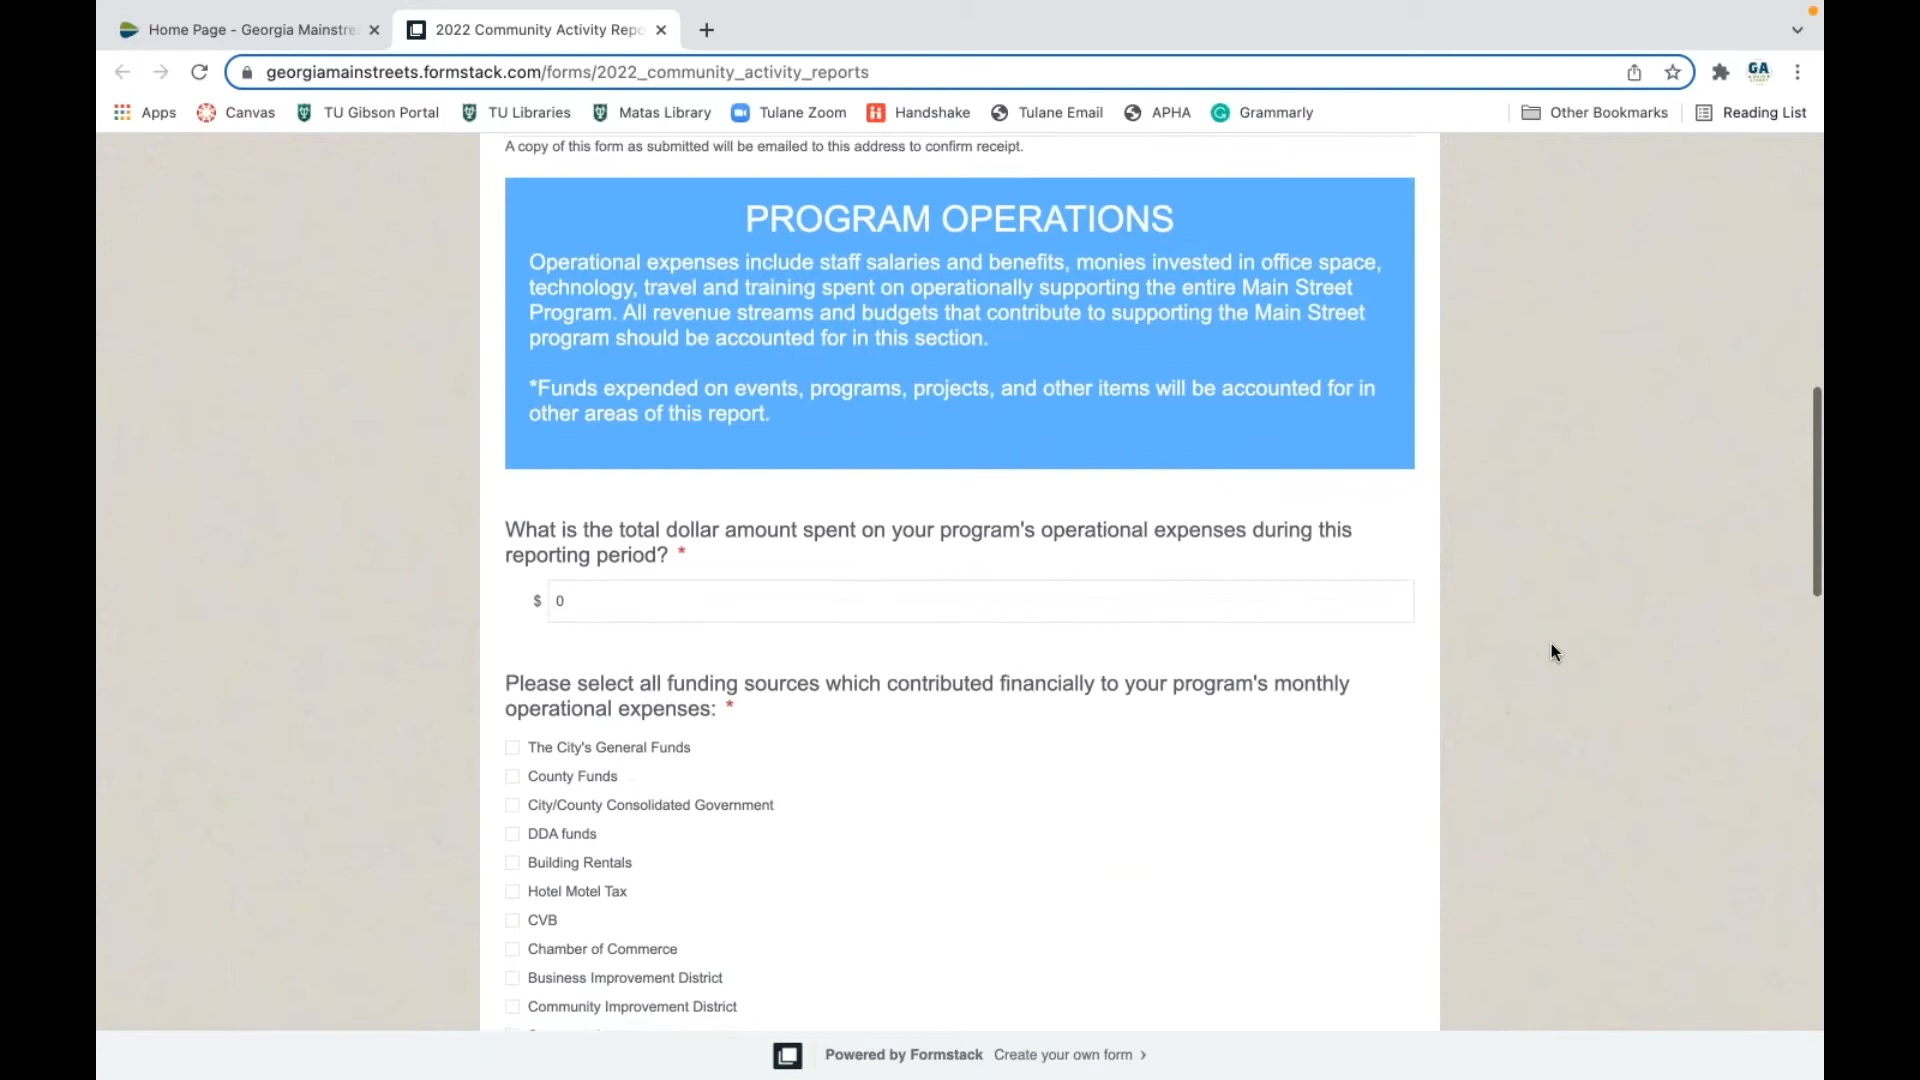 Home Page - Georgia Mainstre
2022 Community Activity Repo
georgiamainstreets.formstack.com/forms/2022_community_activity_reports
GA
Apps
Canvas
TU Gibson Portal
TU Libraries
Matas Library
Tulane Zoom
Handshake
Tulane Email
APHA
Grammarly
Other Bookmarks
Reading List
A copy of this form as submitted will be emailed to this address to confirm receipt.
PROGRAM OPERATIONS
Operational expenses include staff salaries and benefits, monies invested in office space,
technology, travel and training spent on operationally supporting the entire Main Street
Program. All revenue streams and budgets that contribute to supporting the Main Street
program should be accounted for in this section.
*Funds expended on events, programs, projects, and other items will be accounted for in
other areas of this report.
What is the total dollar amount spent on your program's operational expenses during this
reporting period? *
$ 0
Please select all funding sources which contributed financially to your program's monthly
operational expenses: *
The City's General Funds
County Funds
City/County Consolidated Government
DDA funds
Building Rentals
Hotel Motel Tax
CVB
Chamber of Commerce
Business Improvement District
Community Improvement District
Powered by Formstack Create your own form ›